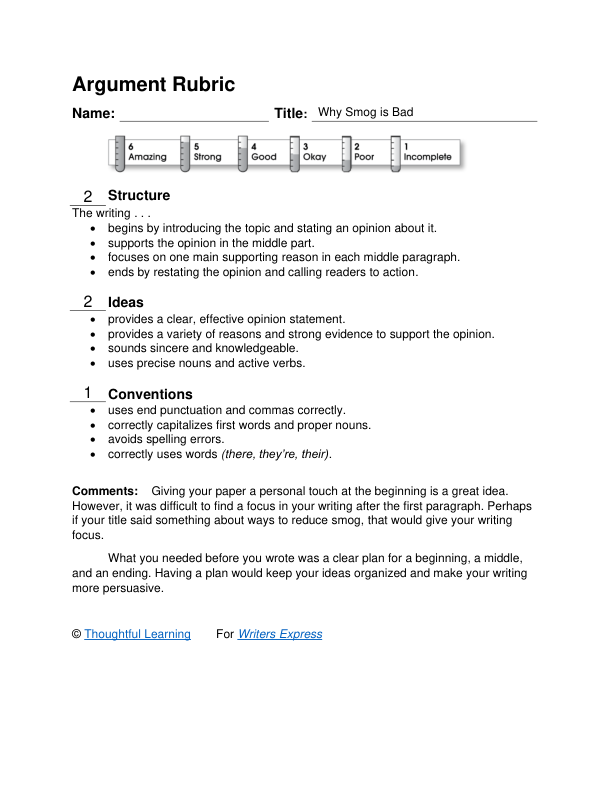 Argument Rubric
Name: Title: Why Smog is Bad
6 5 4 3 2 1
Amazing Strong Good Okay Poor Incomplete
2 Structure
The writing . . .
• begins by introducing the topic and stating an opinion about it.
• supports the opinion in the middle part.
• focuses on one main supporting reason in each middle paragraph.
• ends by restating the opinion and calling readers to action.
2 Ideas
• provides a clear, effective opinion statement.
• provides a variety of reasons and strong evidence to support the opinion.
• sounds sincere and knowledgeable.
• uses precise nouns and active verbs.
1 Conventions
• uses end punctuation and commas correctly.
• correctly capitalizes first words and proper nouns.
• avoids spelling errors.
• correctly uses words (there, they're, their).
Comments: Giving your paper a personal touch at the beginning is a great idea.
However, it was difficult to find a focus in your writing after the first paragraph. Perhaps
if your title said something about ways to reduce smog, that would give your writing
focus.
What you needed before you wrote was a clear plan for a beginning, a middle,
and an ending. Having a plan would keep your ideas organized and make your writing
more persuasive.
© Thoughtful Learning For Writers Express